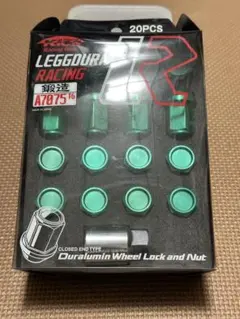 20PCS
LEGGDURA
RACING
鍛造
A7075
CLOSED END TYPE
Duralumin Wheel Lock and Nut